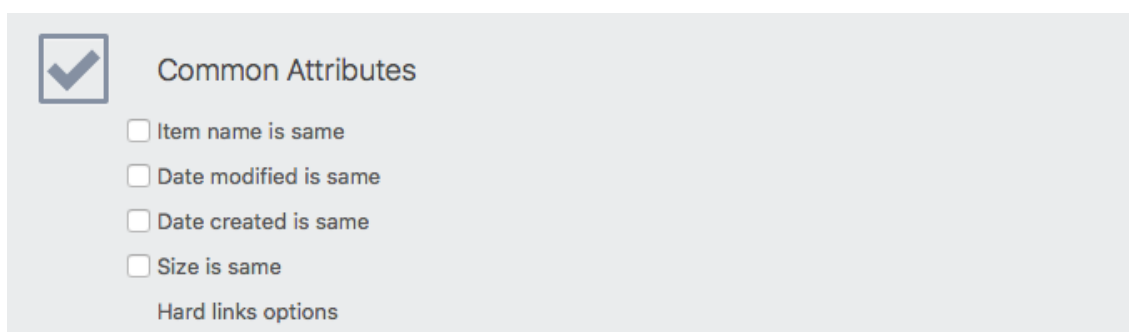 Common Attributes
Item name is same
Date modified is same
Date created is same
Size is same
Hard links options